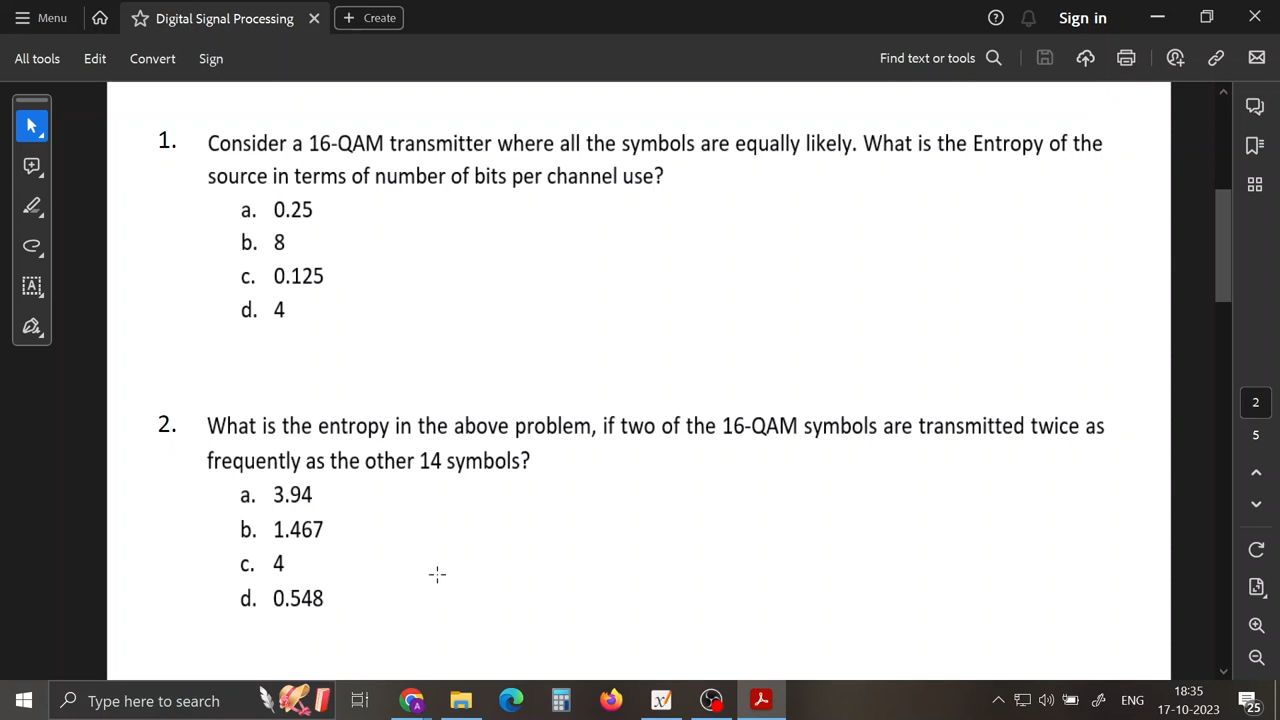 Menu
Digital Signal Processing
Create
Sign in
All tools
Edit
Convert
Sign
Find text or tools
1. Consider a 16-QAM transmitter where all the symbols are equally likely. What is the Entropy of the
source in terms of number of bits per channel use?
a. 0.25
b. 8
c. 0.125
d. 4
2. What is the entropy in the above problem, if two of the 16-QAM symbols are transmitted twice as
frequently as the other 14 symbols?
a. 3.94
b. 1.467
c. 4
d. 0.548
2
5
Type here to search
ENG
18:35
17-10-2023
25